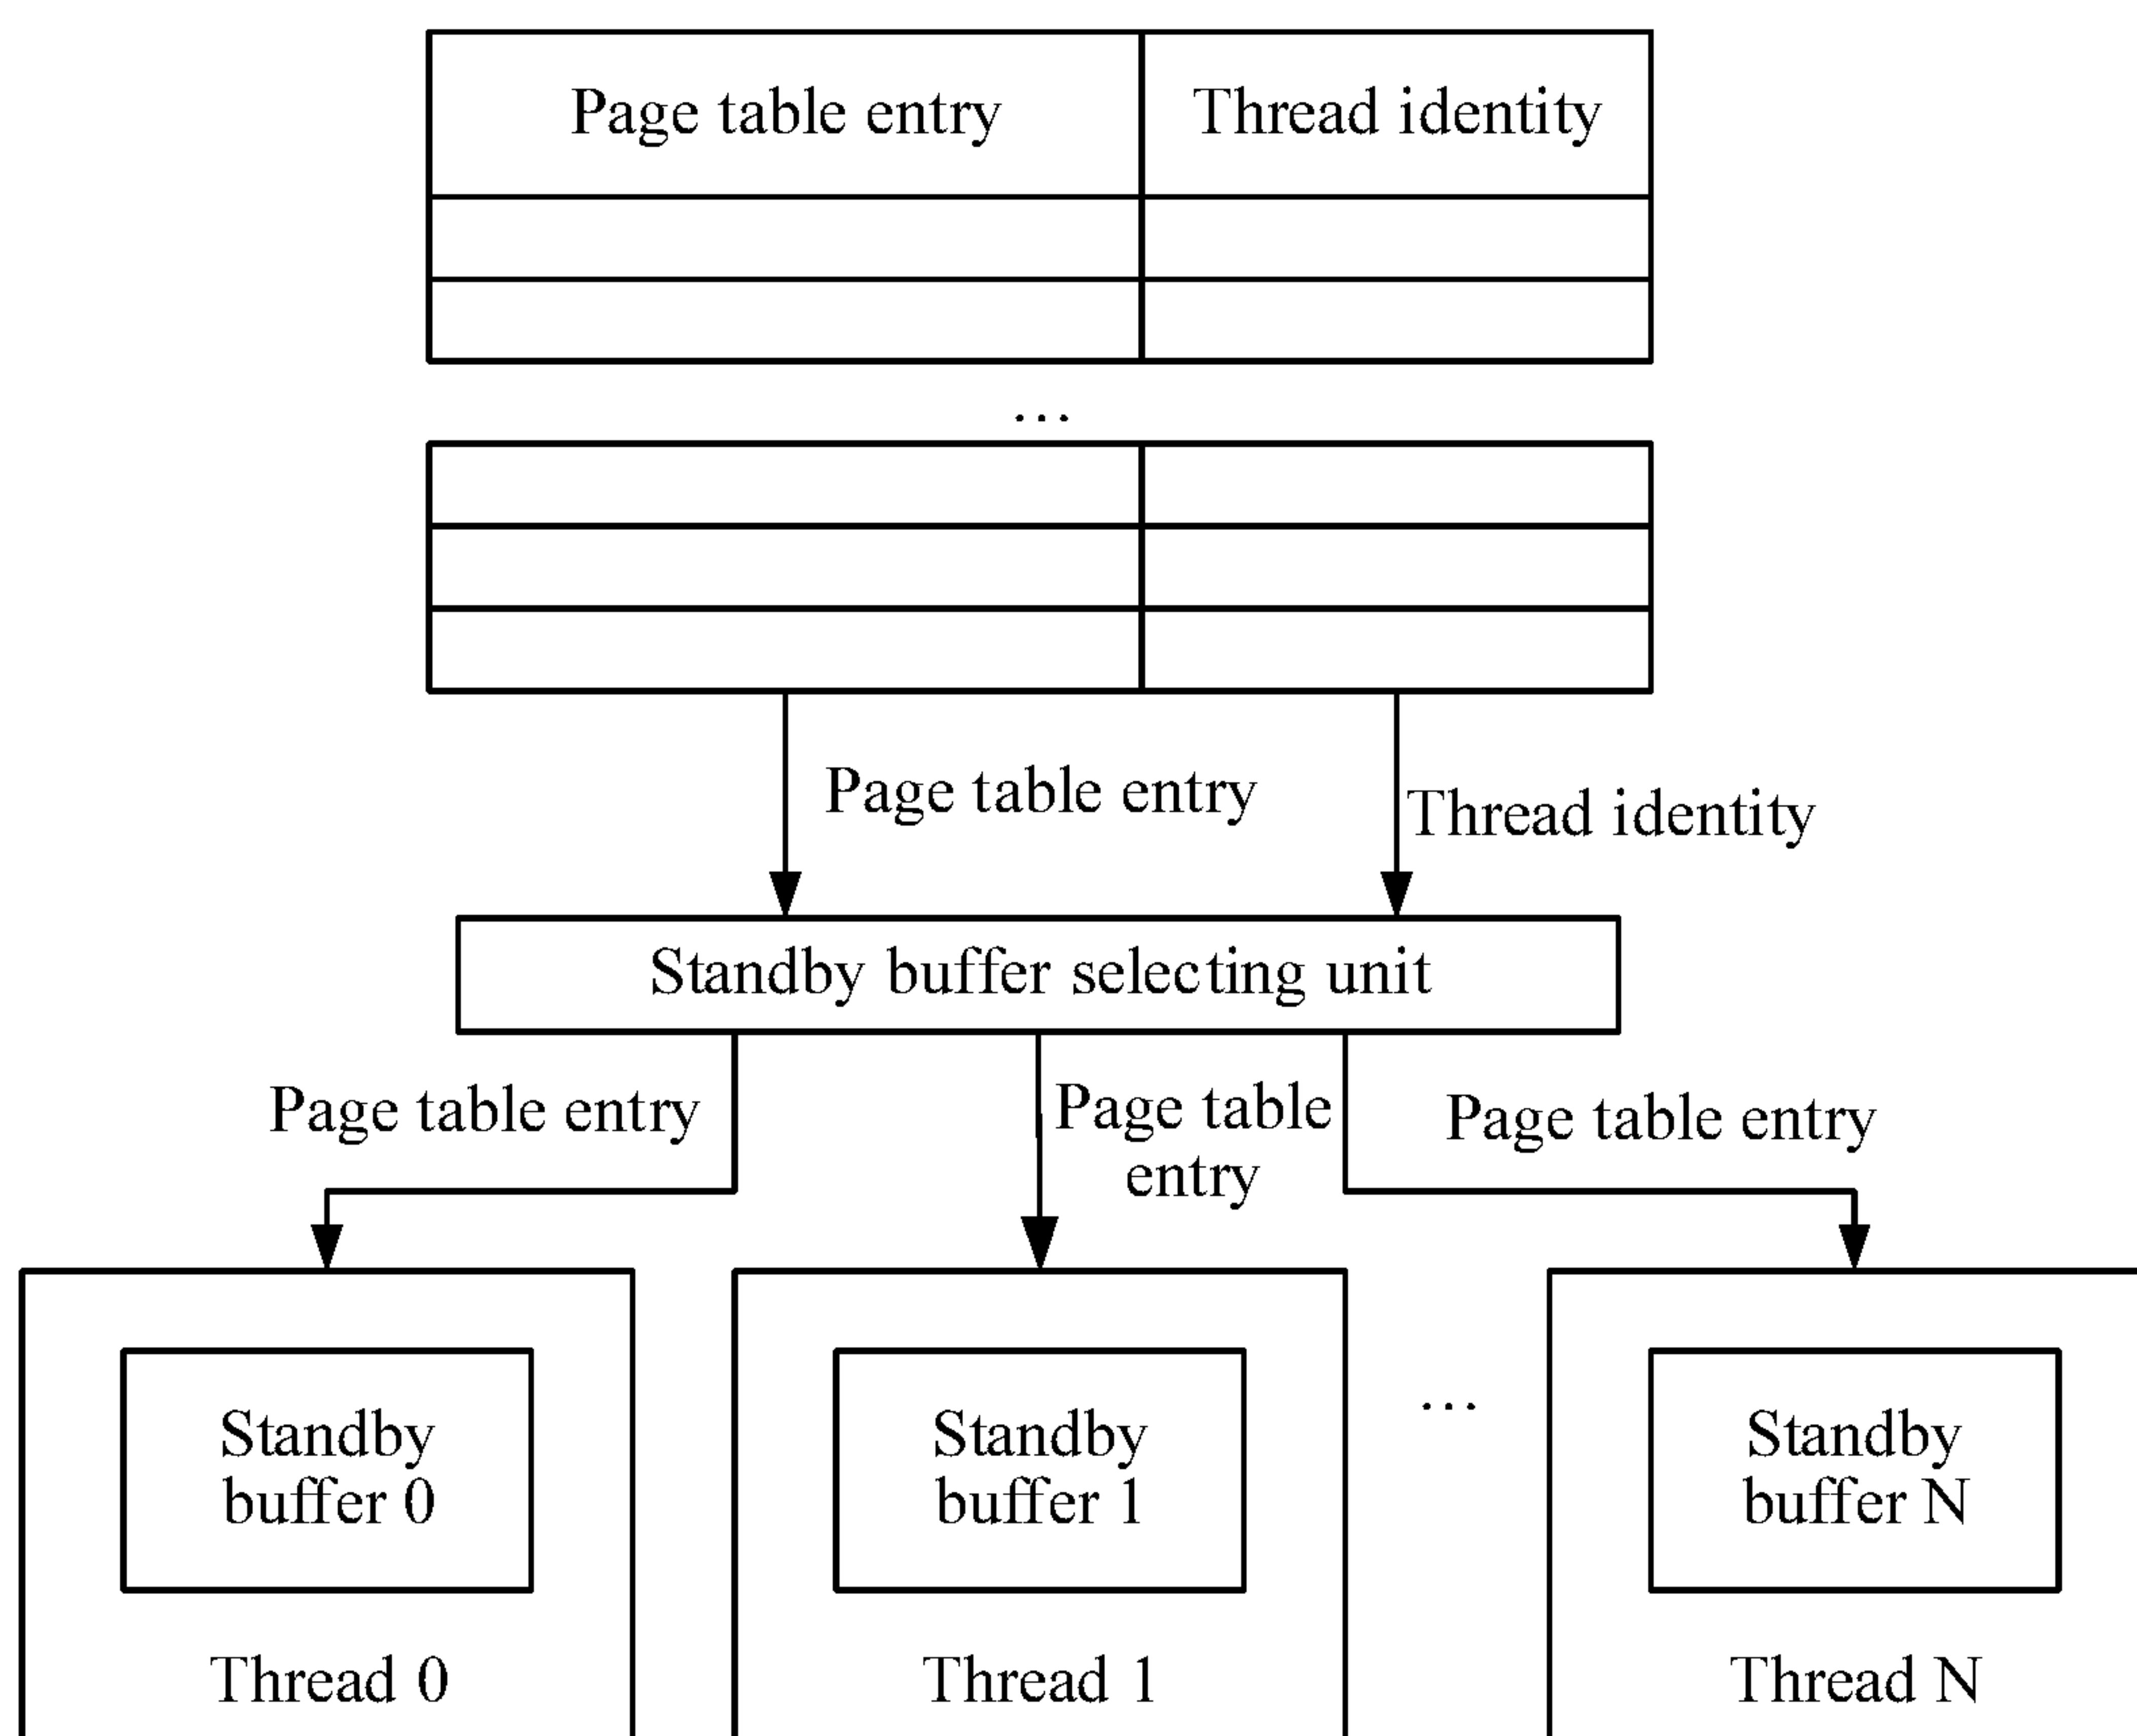 Page table entry
Thread identity
...
Page table entry
Thread identity
Standby buffer selecting unit
Page table entry
Page table
entry
Page table entry
Standby
buffer 0
Thread 0
Standby
buffer 1
Thread 1
...
Standby
buffer N
Thread N